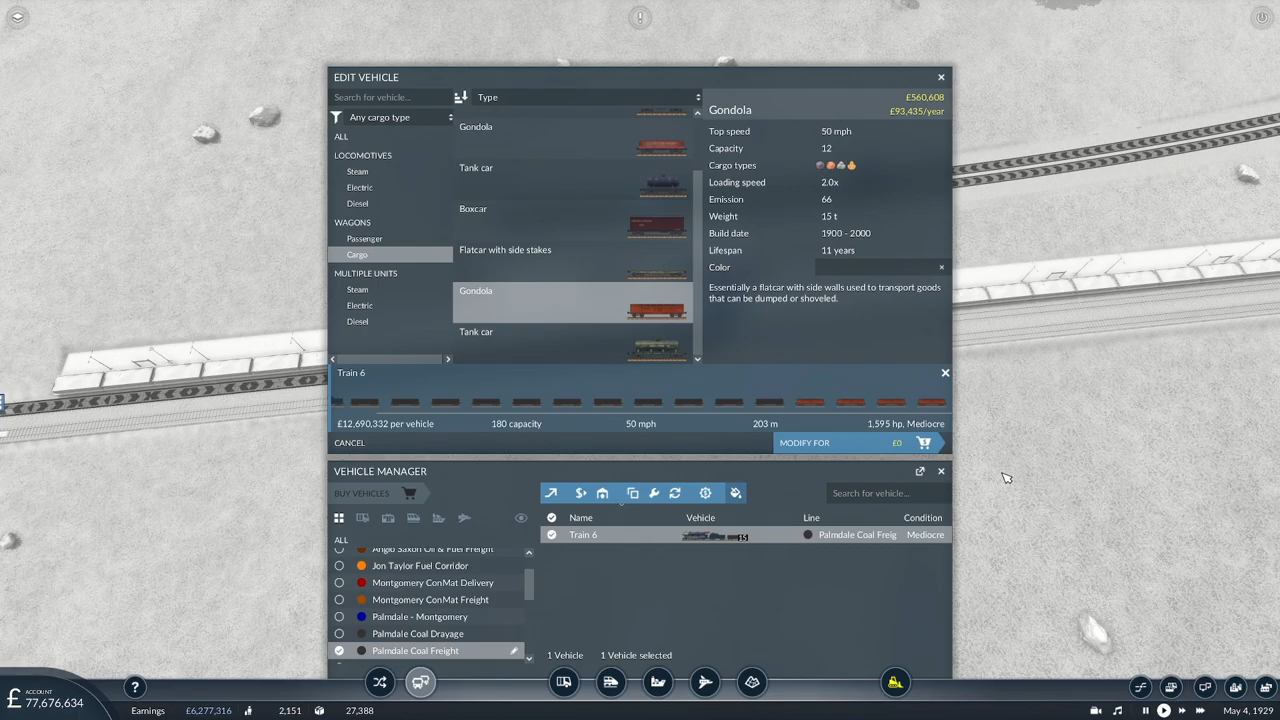 EDIT VEHICLE
Search for vehicle...
Type
Any cargo type
ALL
LOCOMOTIVES
Steam
Electric
Diesel
WAGONS
Passenger
Cargo
MULTIPLE UNITS
Steam
Electric
Diesel
Gondola
Tank car
Boxcar
Flatcar with side stakes
Gondola
Tank car
£560,608
Gondola £93,435/year
Top speed 50 mph
Capacity 12
Cargo types
Loading speed 2.0x
Emission 66
Weight 15 t
Build date 1900 - 2000
Lifespan 11 years
Color
Essentially a flatcar with side walls used to transport goods
that can be dumped or shoveled.
Train 6
£12,690,332 per vehicle 180 capacity 50 mph 203 m 1,595 hp, Mediocre
CANCEL MODIFY FOR £0
VEHICLE MANAGER
BUY VEHICLES
Search for vehicle...
ALL
Anglo Saxon Oil & Fuel Freight
Jon Taylor Fuel Corridor
Montgomery ConMat Delivery
Montgomery ConMat Freight
Palmdale - Montgomery
Palmdale Coal Drayage
Palmdale Coal Freight
Name Vehicle Line Condition
Train 6 15 Palmdale Coal Freig Mediocre
1 Vehicle 1 Vehicle selected
£ ACCOUNT
77,676,634
?
Earnings £6,277,316 2,151 27,388 May 4, 1929